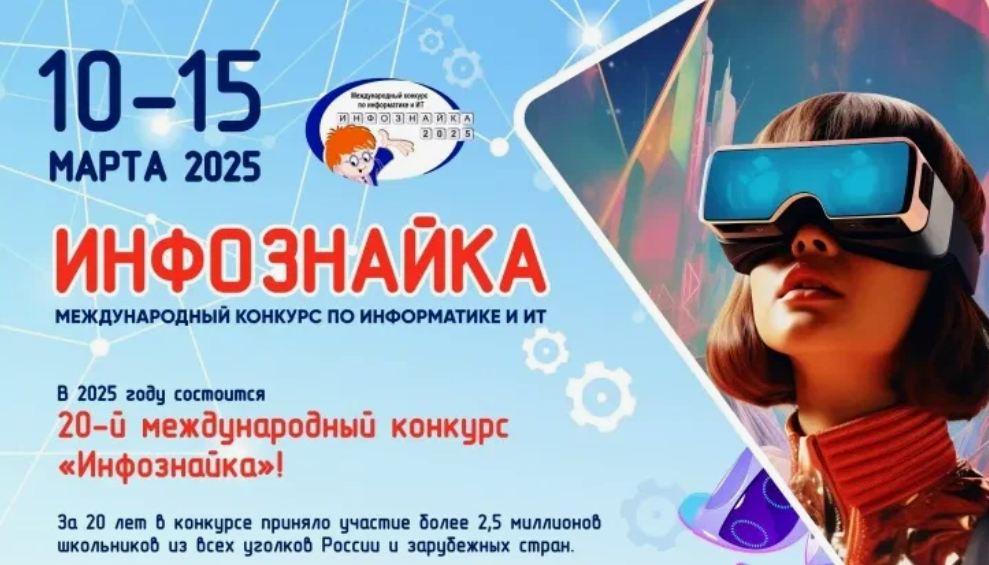 10-15
МАРТА 2025
Международный конкурс
по информатике и ИТ
ИНФОЗНАЙКА
2025
ИНФОЗНАЙКА
МЕЖДУНАРОДНЫЙ КОНКУРС ПО ИНФОРМАТИКЕ И ИТ
В 2025 году состоится
20-й международный конкурс
«Инфознайка»!
За 20 лет в конкурсе приняло участие более 2,5 миллионов
школьников из всех уголков России и зарубежных стран.